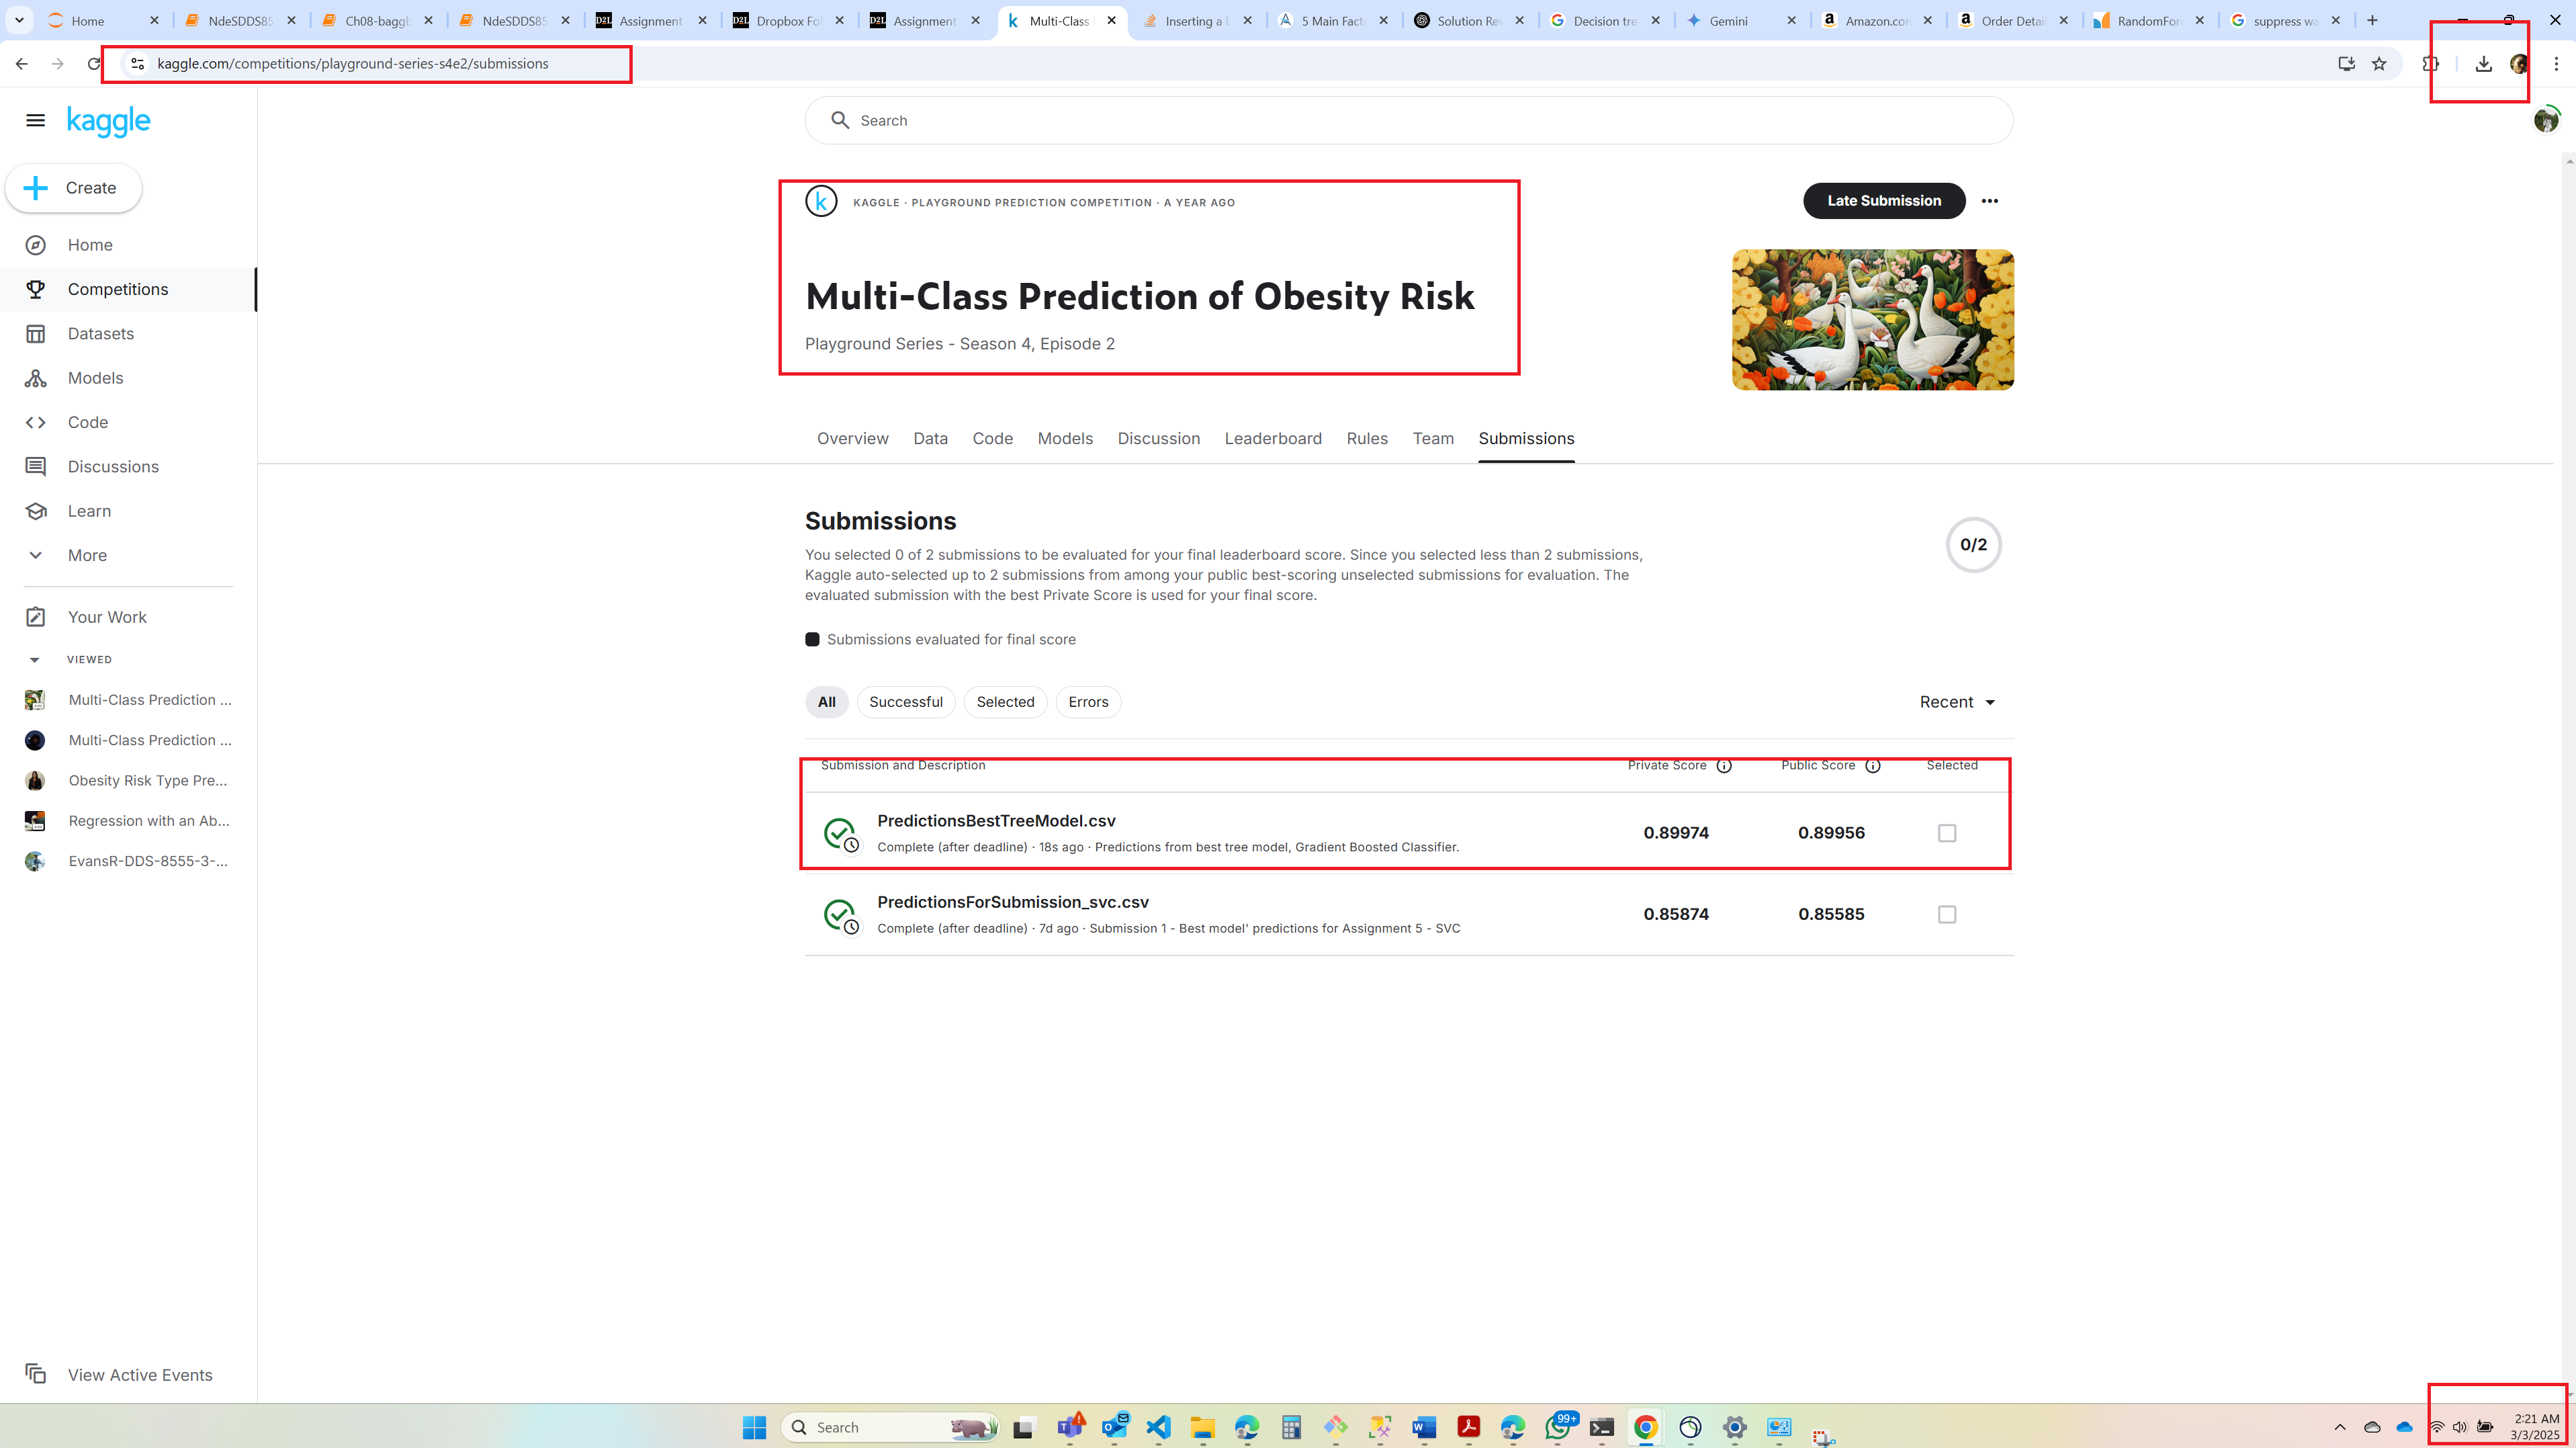 Home
NdeSDDS85
Ch08-baggb
NdeSDDS85
Assignment
Dropbox Fol
Assignment
Multi-Class
Inserting a L
5 Main Facto
Solution Rev
Decision tre
Gemini
Amazon.con
Order Detail
RandomFor
suppress wa
kaggle.com/competitions/playground-series-s4e2/submissions
kaggle
Search
Create
Home
Competitions
Datasets
Models
Code
Discussions
Learn
More
Your Work
VIEWED
Multi-Class Prediction ...
Multi-Class Prediction ...
Obesity Risk Type Pre...
Regression with an Ab...
EvansR-DDS-8555-3-...
View Active Events
KAGGLE · PLAYGROUND PREDICTION COMPETITION · A YEAR AGO
Late Submission
Multi-Class Prediction of Obesity Risk
Playground Series - Season 4, Episode 2
Overview Data Code Models Discussion Leaderboard Rules Team Submissions
Submissions
0/2
You selected 0 of 2 submissions to be evaluated for your final leaderboard score. Since you selected less than 2 submissions,
Kaggle auto-selected up to 2 submissions from among your public best-scoring unselected submissions for evaluation. The
evaluated submission with the best Private Score is used for your final score.
Submissions evaluated for final score
All Successful Selected Errors Recent
Submission and Description Private Score Public Score Selected
PredictionsBestTreeModel.csv
0.89974 0.89956
Complete (after deadline) · 18s ago · Predictions from best tree model, Gradient Boosted Classifier.
PredictionsForSubmission_svc.csv
0.85874 0.85585
Complete (after deadline) · 7d ago · Submission 1 - Best model' predictions for Assignment 5 - SVC
Search
99+
2:21 AM
3/3/2025